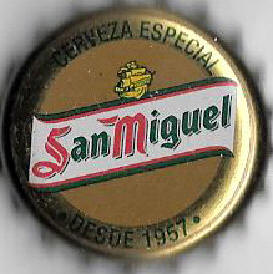 CERVEZA ESPECIAL
San Miguel
· DESDE 1957 ·